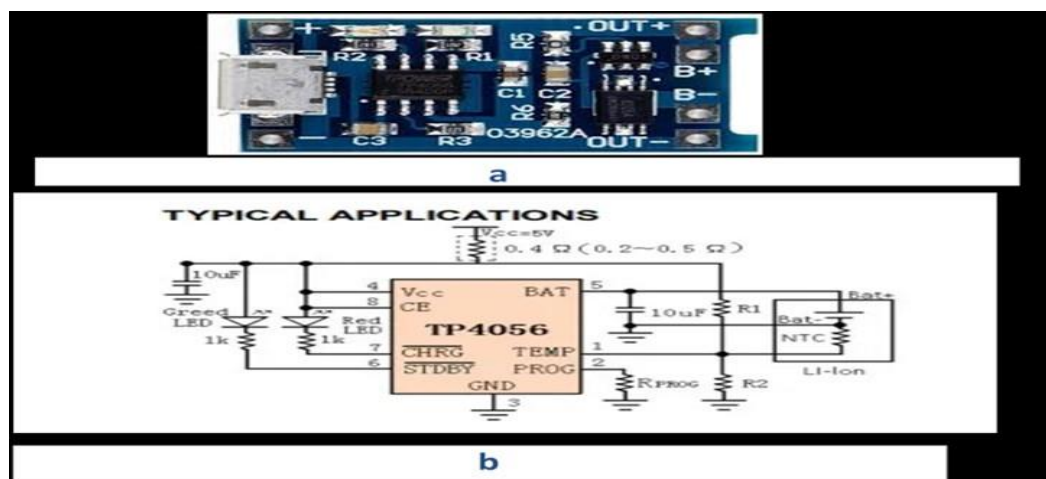 + R2 R1 R5 OUT+
B+
C1 C2 B-
R6
- C3 R3 03962A OUT-
a
TYPICAL APPLICATIONS
Vcc=5V
0.4 Ω (0.2～0.5 Ω)
10uF
4 Vcc BAT 5
8 CE
Greed LED
Red LED
TP4056
10uF R1
Bat+
Bat-
NTC
1k 1k
7 CHRG TEMP 1
6 STDBY PROG 2
GND
3
RPROG R2
LI-Ion
b